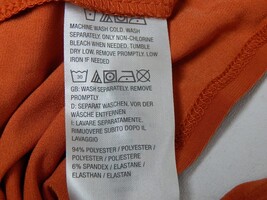 MACHINE WASH COLD. WASH
SEPARATELY. ONLY NON-CHLORINE
BLEACH WHEN NEEDED. TUMBLE
DRY LOW. REMOVE PROMPTLY. LOW
IRON IF NEEDED
30
GB: WASH SEPARATELY. REMOVE
PROMPTLY
D: SEPARAT WASCHEN, VOR DER
WÄSCHE ENTFERNEN
I: LAVARE SEPARATAMENTE,
RIMUOVERE SUBITO DOPO IL
LAVAGGIO
94% POLYESTER / POLYESTER /
POLYESTER / POLIESTERE
6% SPANDEX / ELASTANE /
ELASTHAN / ELASTAN